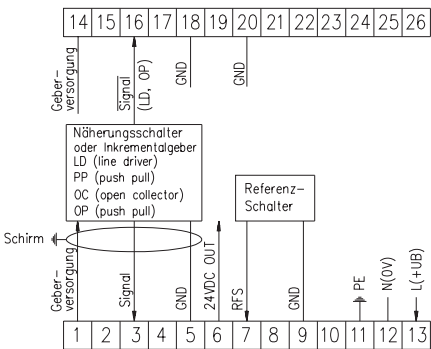 14 15 16 17 18 19 20 21 22 23 24 25 26
Geber-
versorgung
Signal
(LD, OP)
GND
GND
Näherungsschalter
oder Inkrementalgeber
LD (line driver)
PP (push pull)
OC (open collector)
OP (push pull)
Referenz-
Schalter
Schirm
Geber-
versorgung
Signal
GND
24VDC OUT
RFS
GND
PE
N(0V)
L(+UB)
1 2 3 4 5 6 7 8 9 10 11 12 13